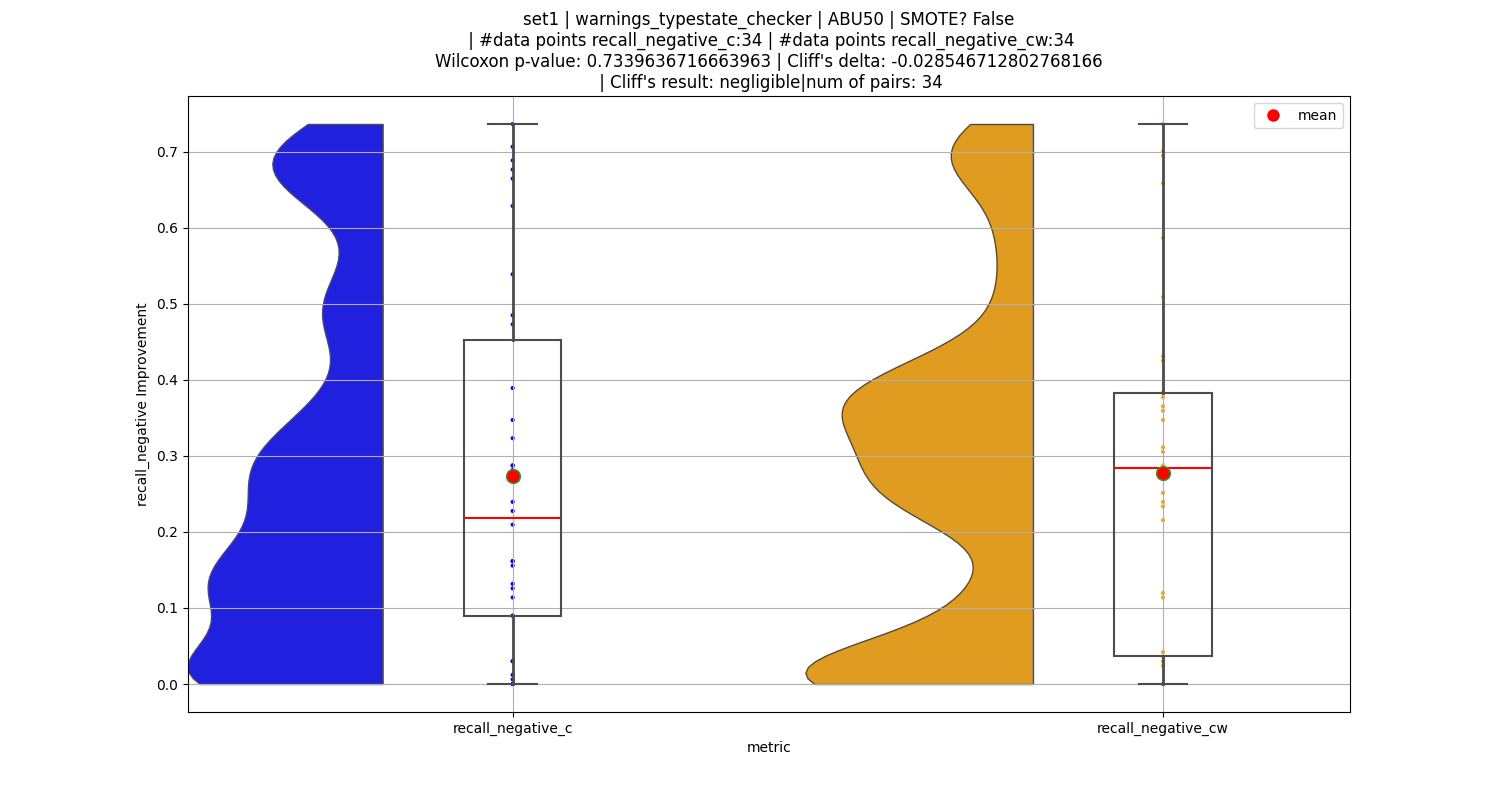 set1 | warnings_typestate_checker | ABU50 | SMOTE? False
| #data points recall_negative_c:34 | #data points recall_negative_cw:34
Wilcoxon p-value: 0.7339636716663963 | Cliff's delta: -0.028546712802768166
| Cliff's result: negligible|num of pairs: 34
mean
recall_negative Improvement
0.7
0.6
0.5
0.4
0.3
0.2
0.1
0.0
recall_negative_c
recall_negative_cw
metric